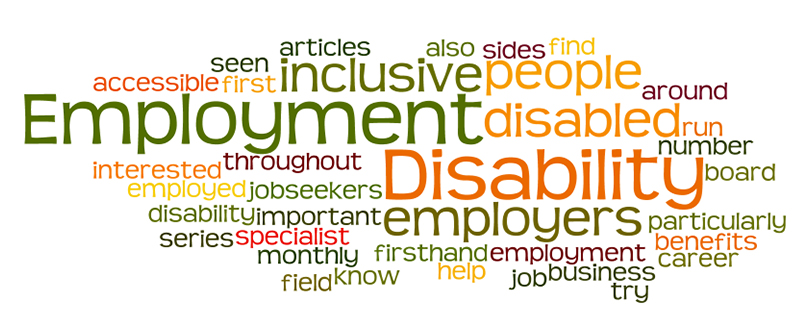 articles also sides find
seen inclusive people
accessible first around
Employment disabled run
number
interested throughout Disability board
employed jobseekers
disability important employers particularly
series specialist benefits
monthly firsthand employment career
field know help job business
try